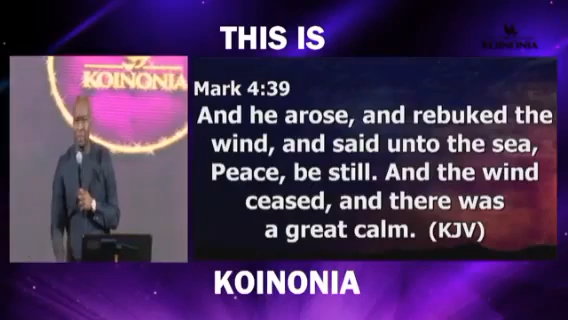 THIS IS
KOINONIA
KOINONIA
Mark 4:39
And he arose, and rebuked the
wind, and said unto the sea,
Peace, be still. And the wind
ceased, and there was
a great calm. (KJV)
KOINONIA